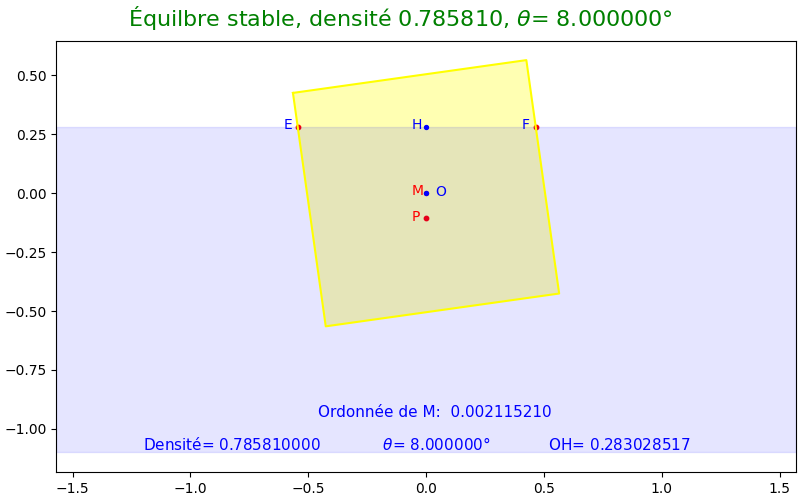 Équilbre stable, densité 0.785810, θ= 8.000000°
0.50
0.25
0.00
−0.25
−0.50
−0.75
−1.00
E
H
F
M
O
P
Ordonnée de M: 0.002115210
Densité= 0.785810000 θ= 8.000000° OH= 0.283028517
−1.5 −1.0 −0.5 0.0 0.5 1.0 1.5